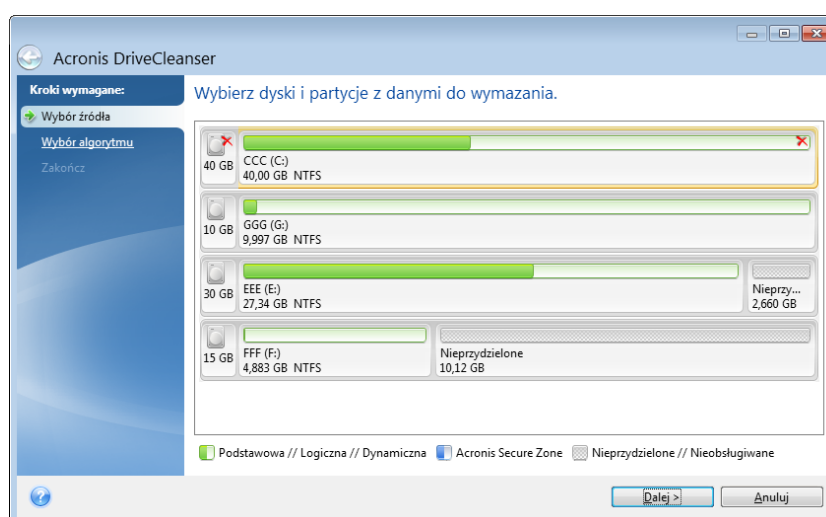 Acronis DriveCleanser
Kroki wymagane:
Wybór źródła
Wybór algorytmu
Zakończ
Wybierz dyski i partycje z danymi do wymazania.
40 GB
CCC (C:)
40,00 GB NTFS
10 GB
GGG (G:)
9,997 GB NTFS
30 GB
EEE (E:)
27,34 GB NTFS
Nieprzy...
2,660 GB
15 GB
FFF (F:)
4,883 GB NTFS
Nieprzydzielone
10,12 GB
Podstawowa // Logiczna // Dynamiczna
Acronis Secure Zone
Nieprzydzielone // Nieobsługiwane
Dalej >
Anuluj